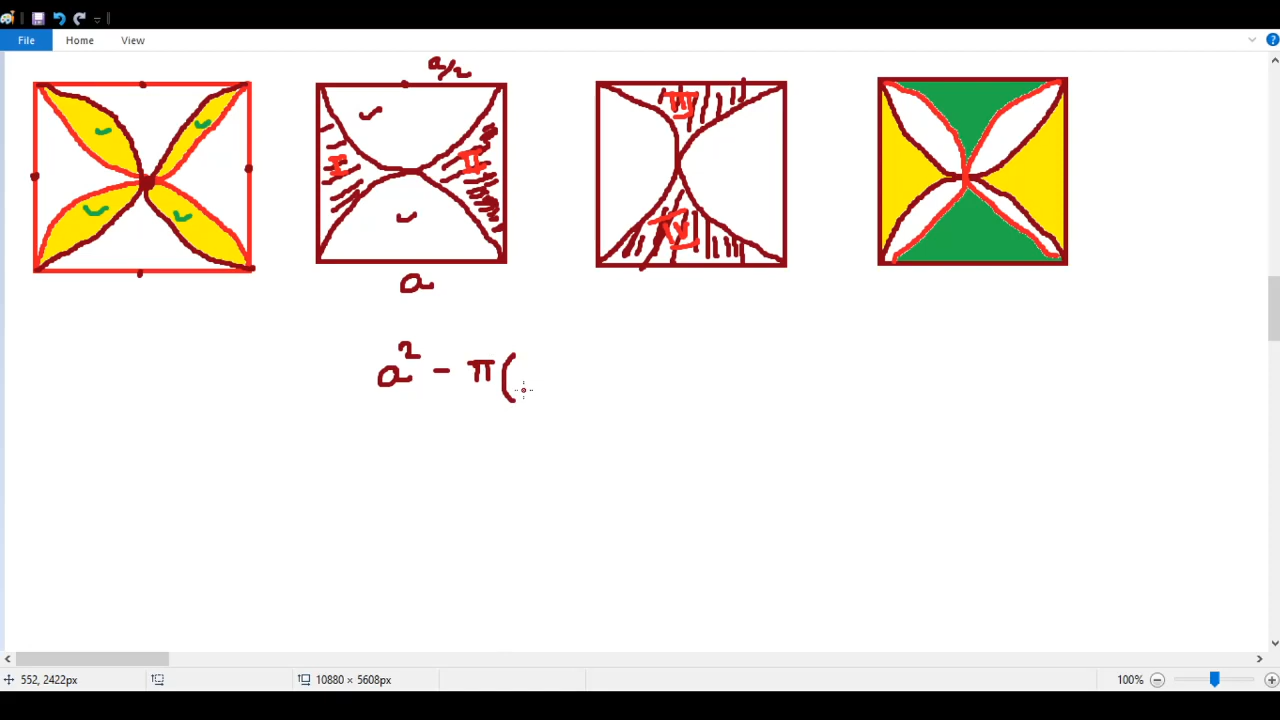 File Home View
a/2
I II
III
IV
a
a² - π(
552, 2422px 10880 × 5608px 100%